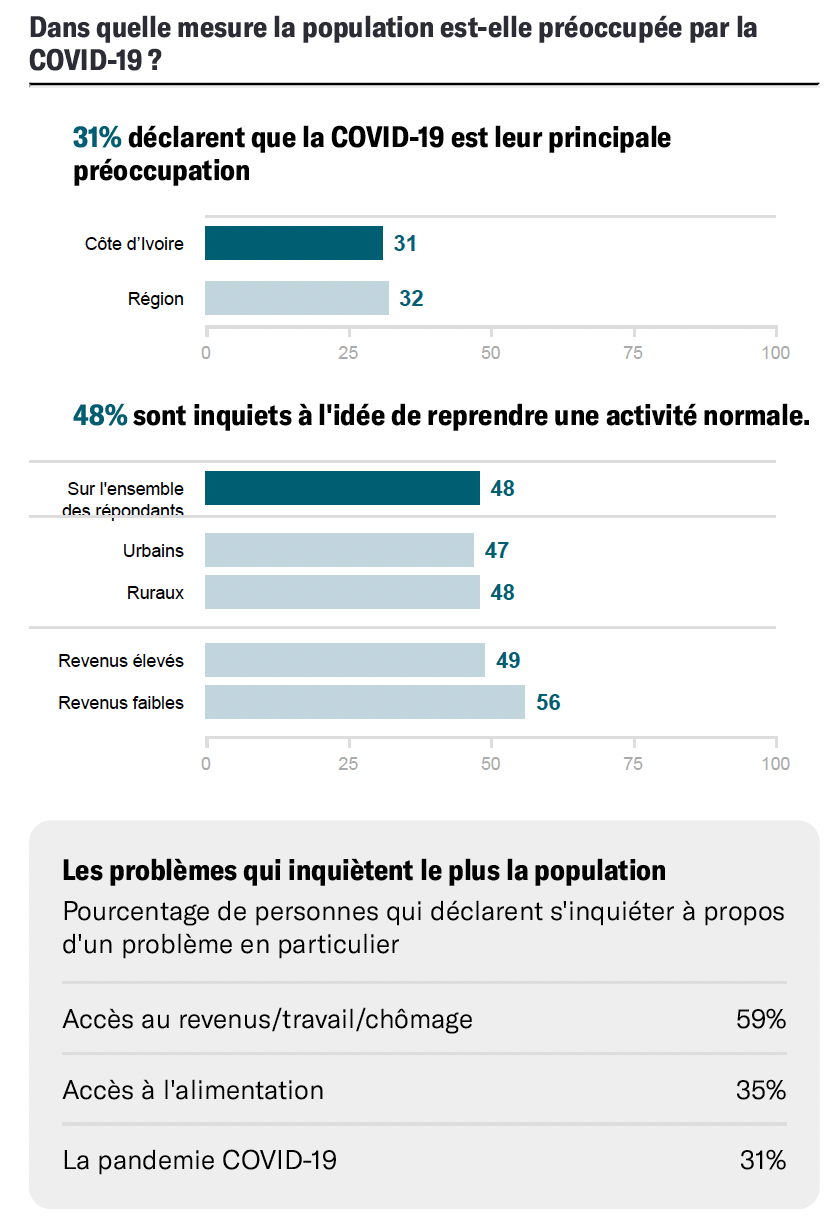 Dans quelle mesure la population est-elle préoccupée par la
COVID-19 ?
31% déclarent que la COVID-19 est leur principale
préoccupation
Côte d'Ivoire 31
Région 32
0 25 50 75 100
48% sont inquiets à l'idée de reprendre une activité normale.
Sur l'ensemble 48
des répondants
Urbains 47
Ruraux 48
Revenus élevés 49
Revenus faibles 56
0 25 50 75 100
Les problèmes qui inquiètent le plus la population
Pourcentage de personnes qui déclarent s'inquiéter à propos
d'un problème en particulier
Accès au revenus/travail/chômage 59%
Accès à l'alimentation 35%
La pandemie COVID-19 31%